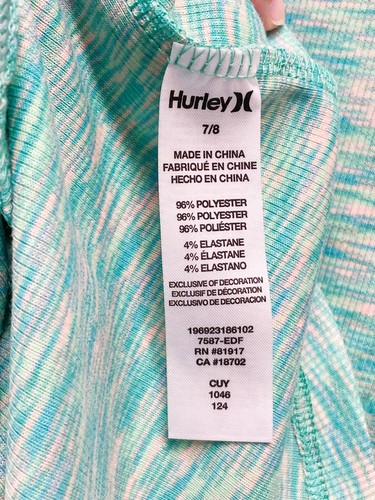 Hurley
7/8
MADE IN CHINA
FABRIQUÉ EN CHINE
HECHO EN CHINA
96% POLYESTER
96% POLYESTER
96% POLIÉSTER
4% ELASTANE
4% ÉLASTANE
4% ELASTANO
EXCLUSIVE OF DECORATION
EXCLUSIF DE DÉCORATION
EXCLUSIVO DE DECORACION
196923186102
7587-EDF
RN #81917
CA #18702
CUY
1046
124